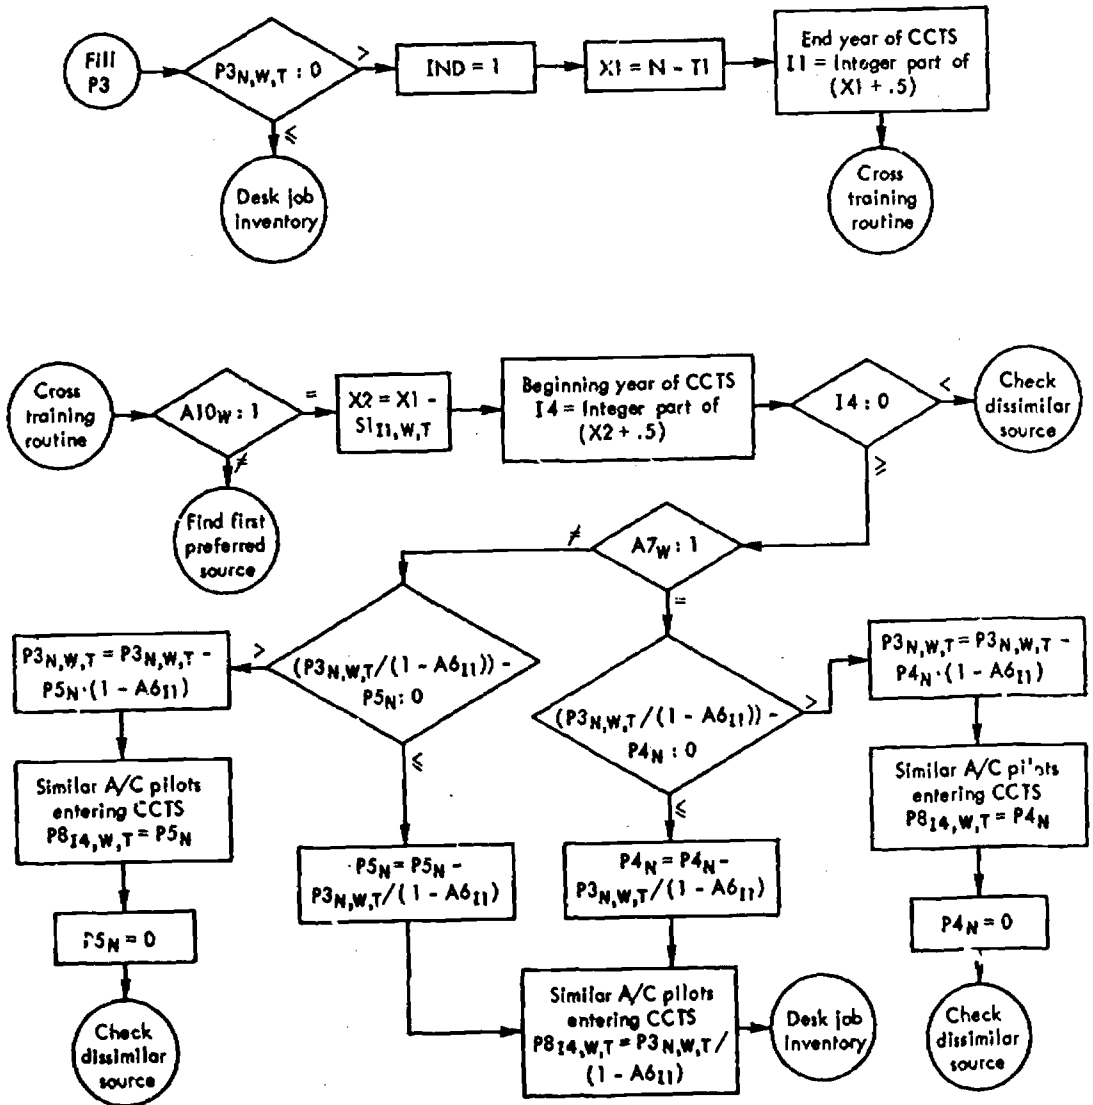 Fill
P3
P3N,W,T : 0
>
IND = 1
X1 = N - T1
End year of CCTS
I1 = Integer part of
(X1 + .5)
≤
Desk job
inventory
Cross
training
routine
Cross
training
routine
A10W : 1
=
X2 = X1 -
S1I1,W,T
Beginning year of CCTS
I4 = Integer part of
(X2 + .5)
I4 : 0
<
Check
dissimilar
source
≠
Find first
preferred
source
≥
A7W : 1
≠
=
(P3N,W,T/(1 - A6I1)) -
P5N : 0
>
P3N,W,T = P3N,W,T -
P5N·(1 - A6I1)
Similar A/C pilots
entering CCTS
P8I4,W,T = P5N
P5N = 0
Check
dissimilar
source
≤
P5N = P5N -
P3N,W,T/(1 - A6I1)
(P3N,W,T/(1 - A6I1)) -
P4N : 0
>
P3N,W,T = P3N,W,T -
P4N·(1 - A6I1)
Similar A/C pilots
entering CCTS
P8I4,W,T = P4N
P4N = 0
Check
dissimilar
source
≤
P4N = P4N -
P3N,W,T/(1 - A6I1)
Similar A/C pilots
entering CCTS
P8I4,W,T = P3N,W,T/
(1 - A6I1)
Desk job
inventory